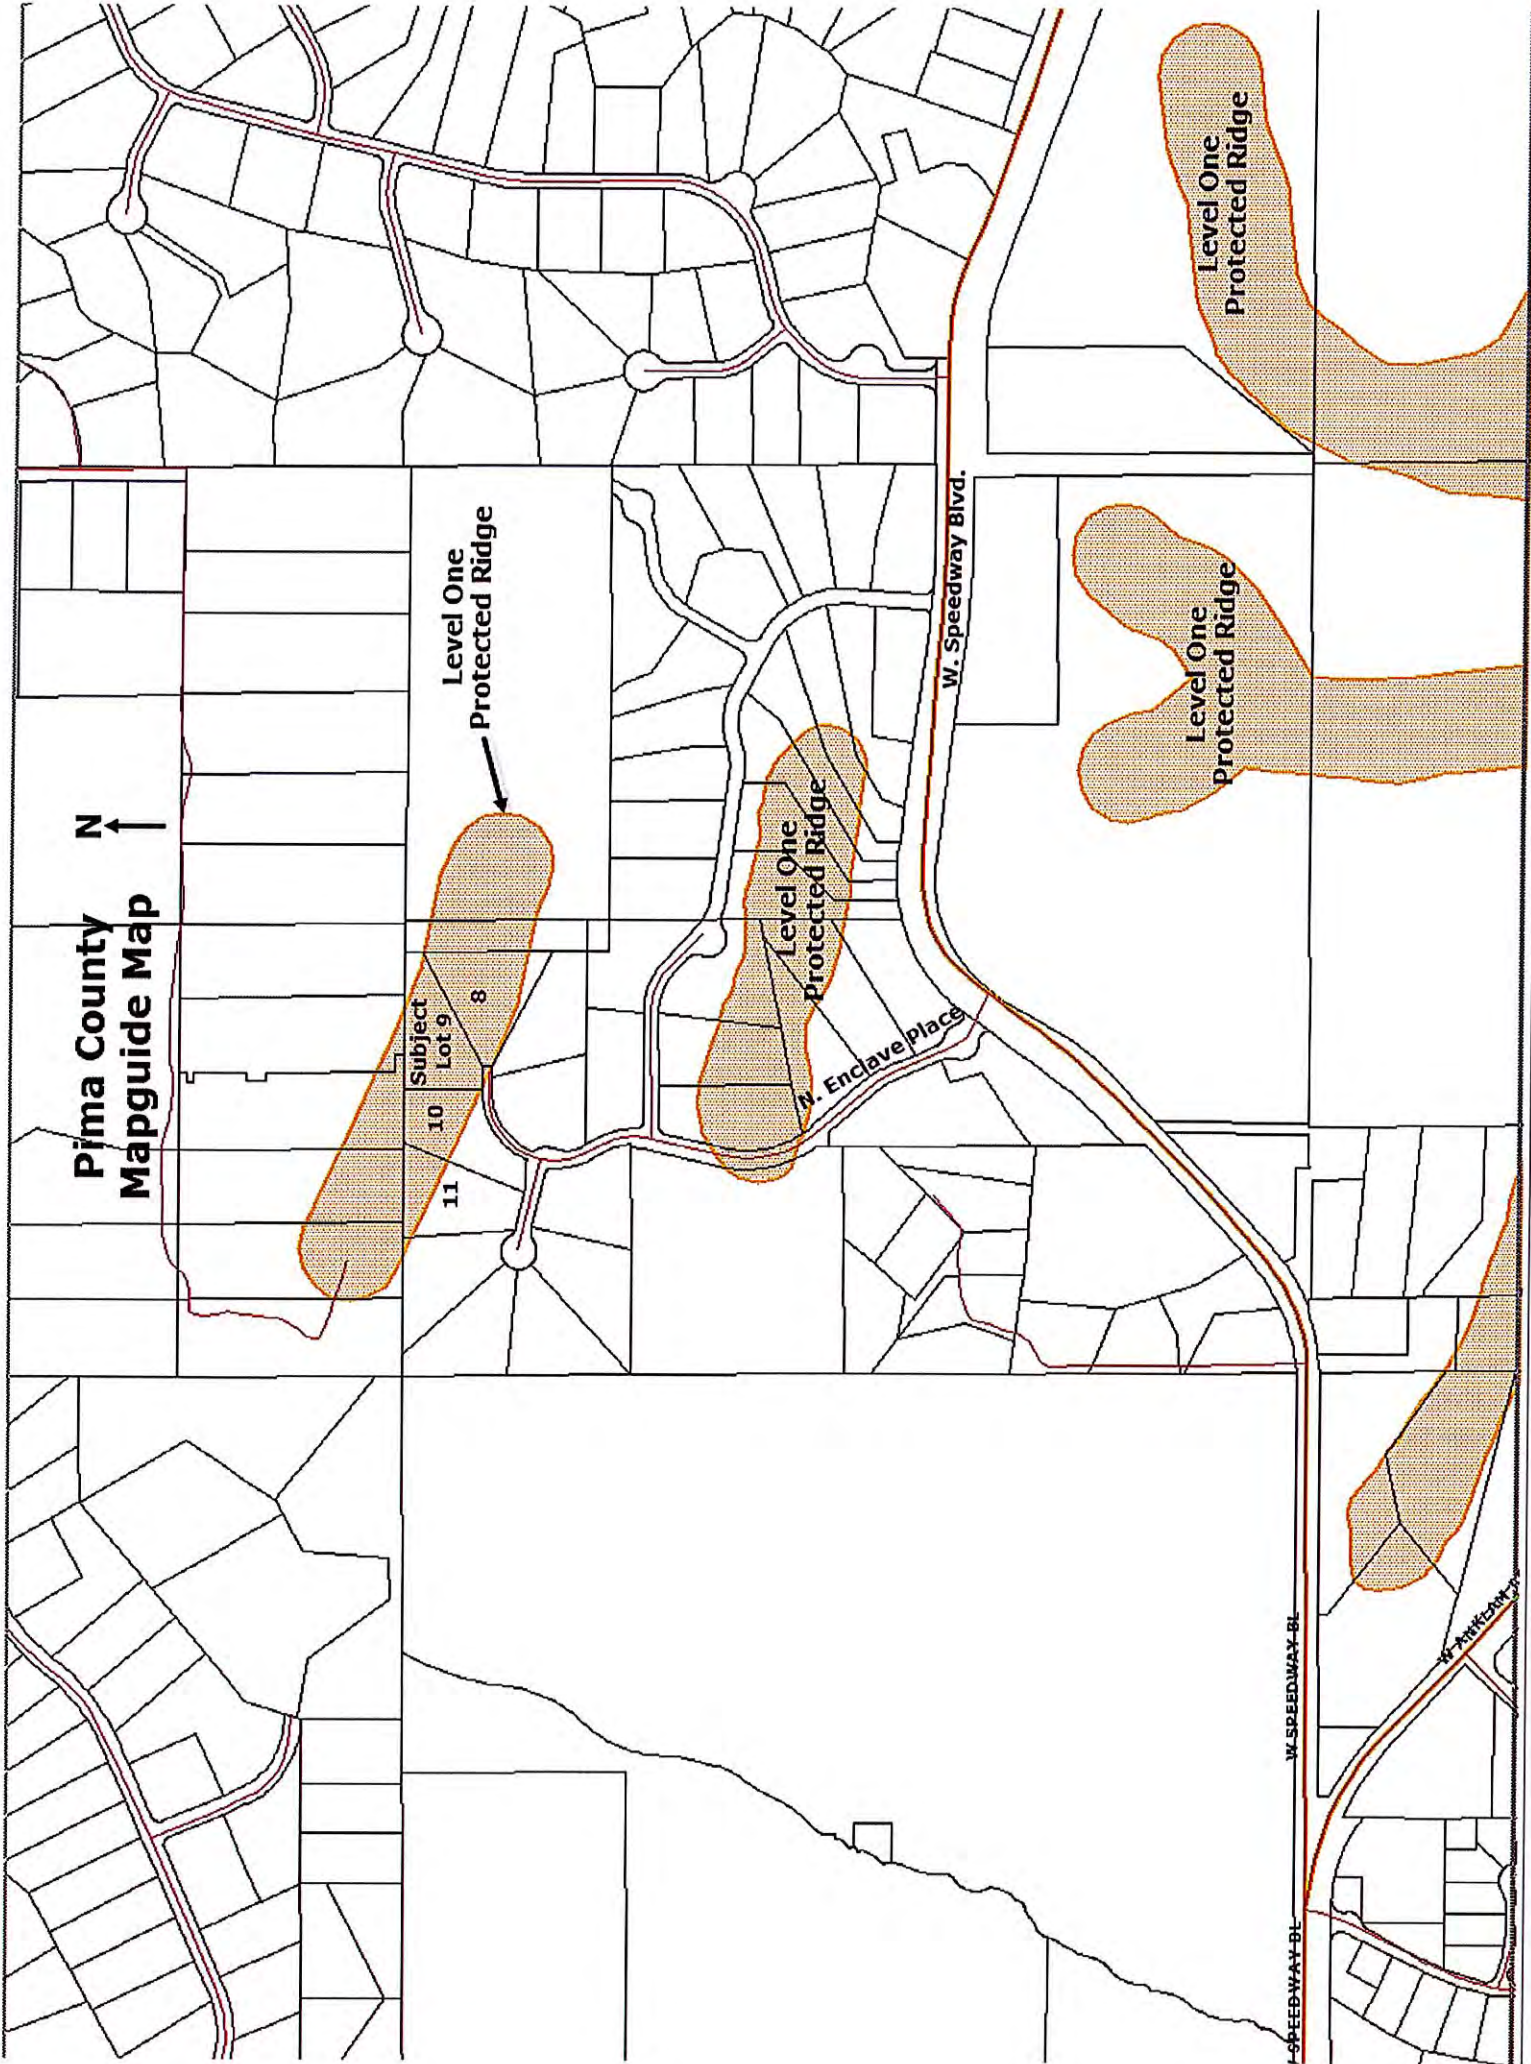 Pima County
Mapguide Map
N
Level One
Protected Ridge
Subject
Lot 9
8
10
11
Level One
Protected Ridge
N. Enclave Place
W. Speedway Blvd.
Level One
Protected Ridge
Level One
Protected Ridge
W SPEEDWAY BL
SPEEDWAY BL
W ANKLAM